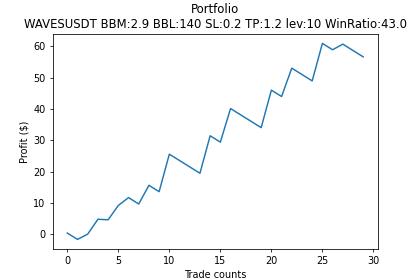 Portfolio
WAVESUSDT BBM:2.9 BBL:140 SL:0.2 TP:1.2 lev:10 WinRatio:43.0
60
50
40
30
20
10
0
Profit ($)
0 5 10 15 20 25 30
Trade counts